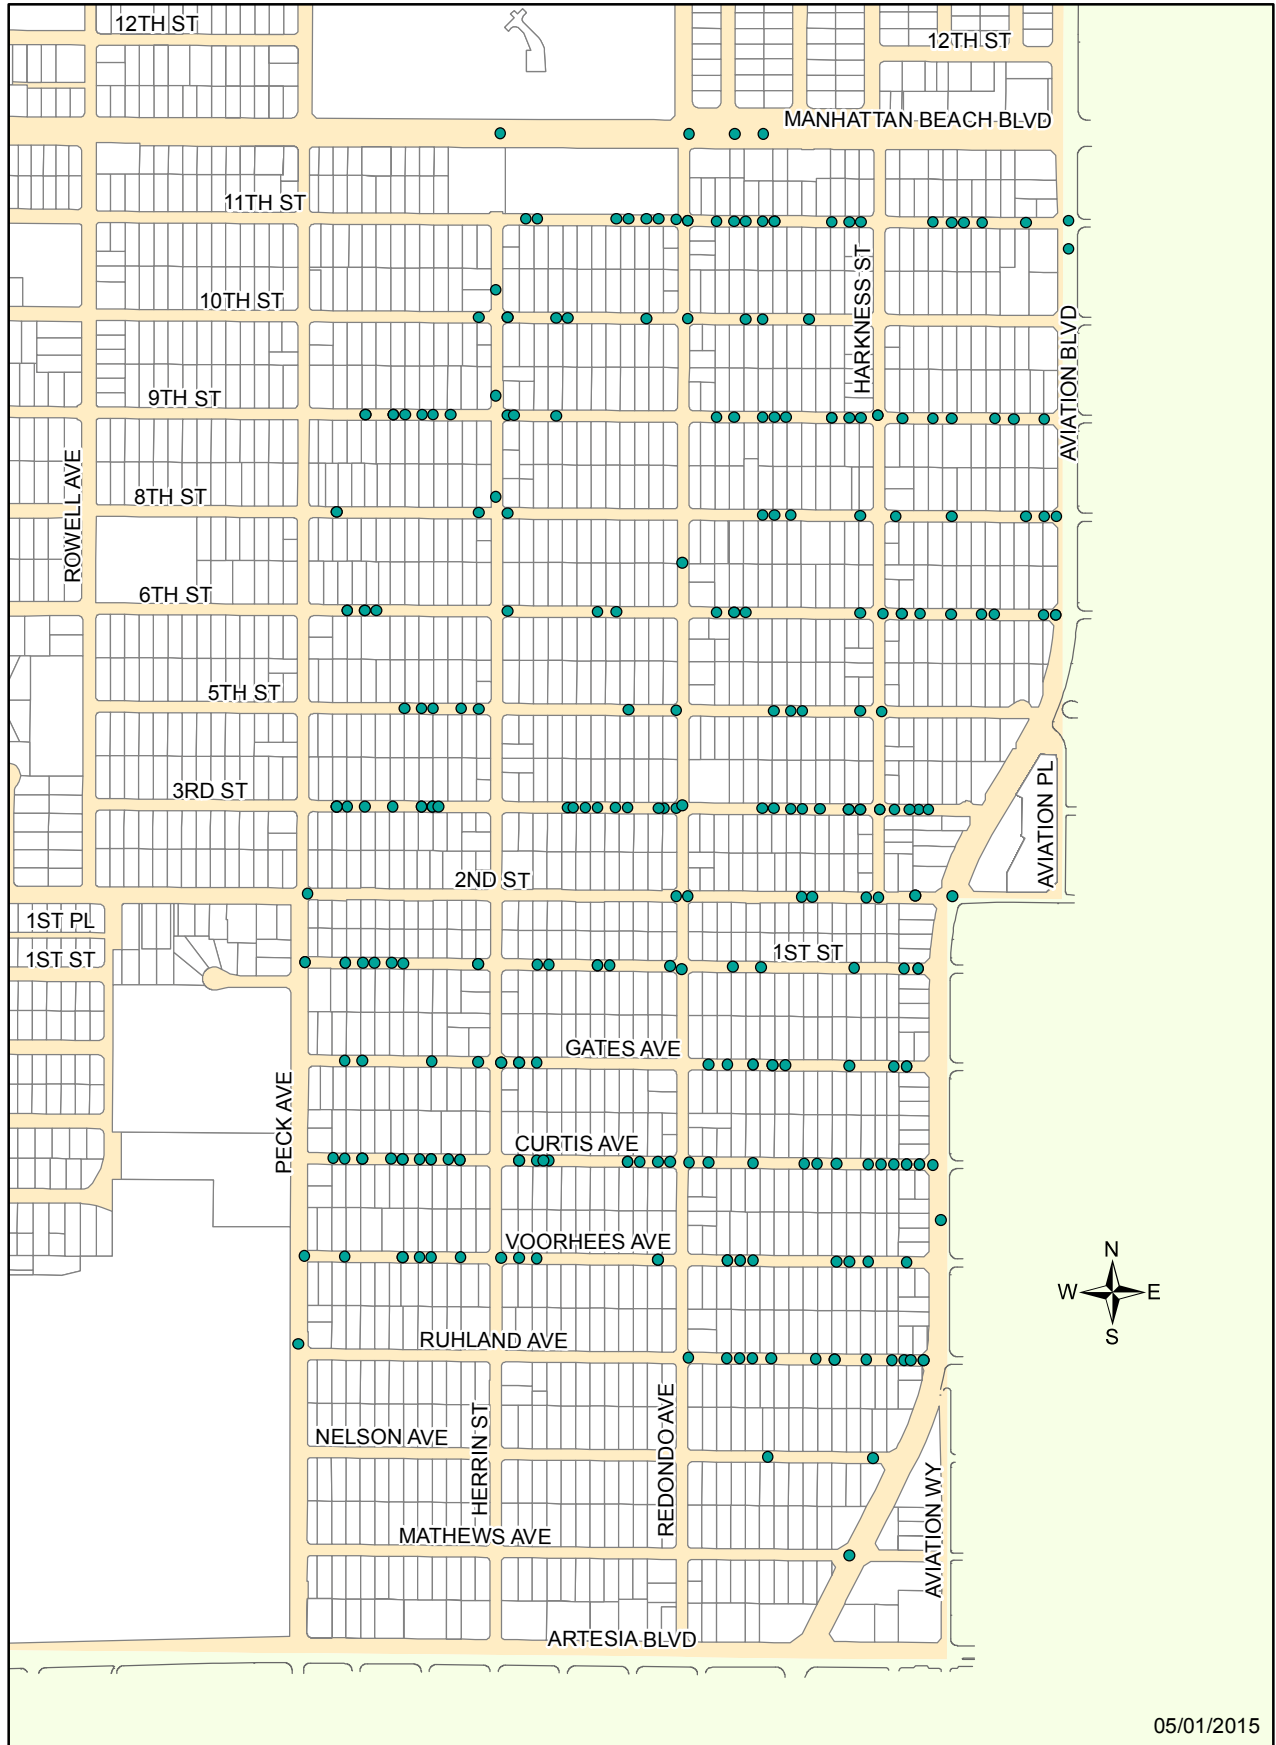 12TH ST
12TH ST
MANHATTAN BEACH BLVD
11TH ST
HARKNESS ST
10TH ST
AVIATION BLVD
9TH ST
ROWELL AVE
8TH ST
6TH ST
5TH ST
3RD ST
AVIATION PL
2ND ST
1ST PL
1ST ST
1ST ST
GATES AVE
PECK AVE
CURTIS AVE
VOORHEES AVE
N
W E
S
RUHLAND AVE
HERRIN ST
REDONDO AVE
NELSON AVE
AVIATION WY
MATHEWS AVE
ARTESIA BLVD
05/01/2015